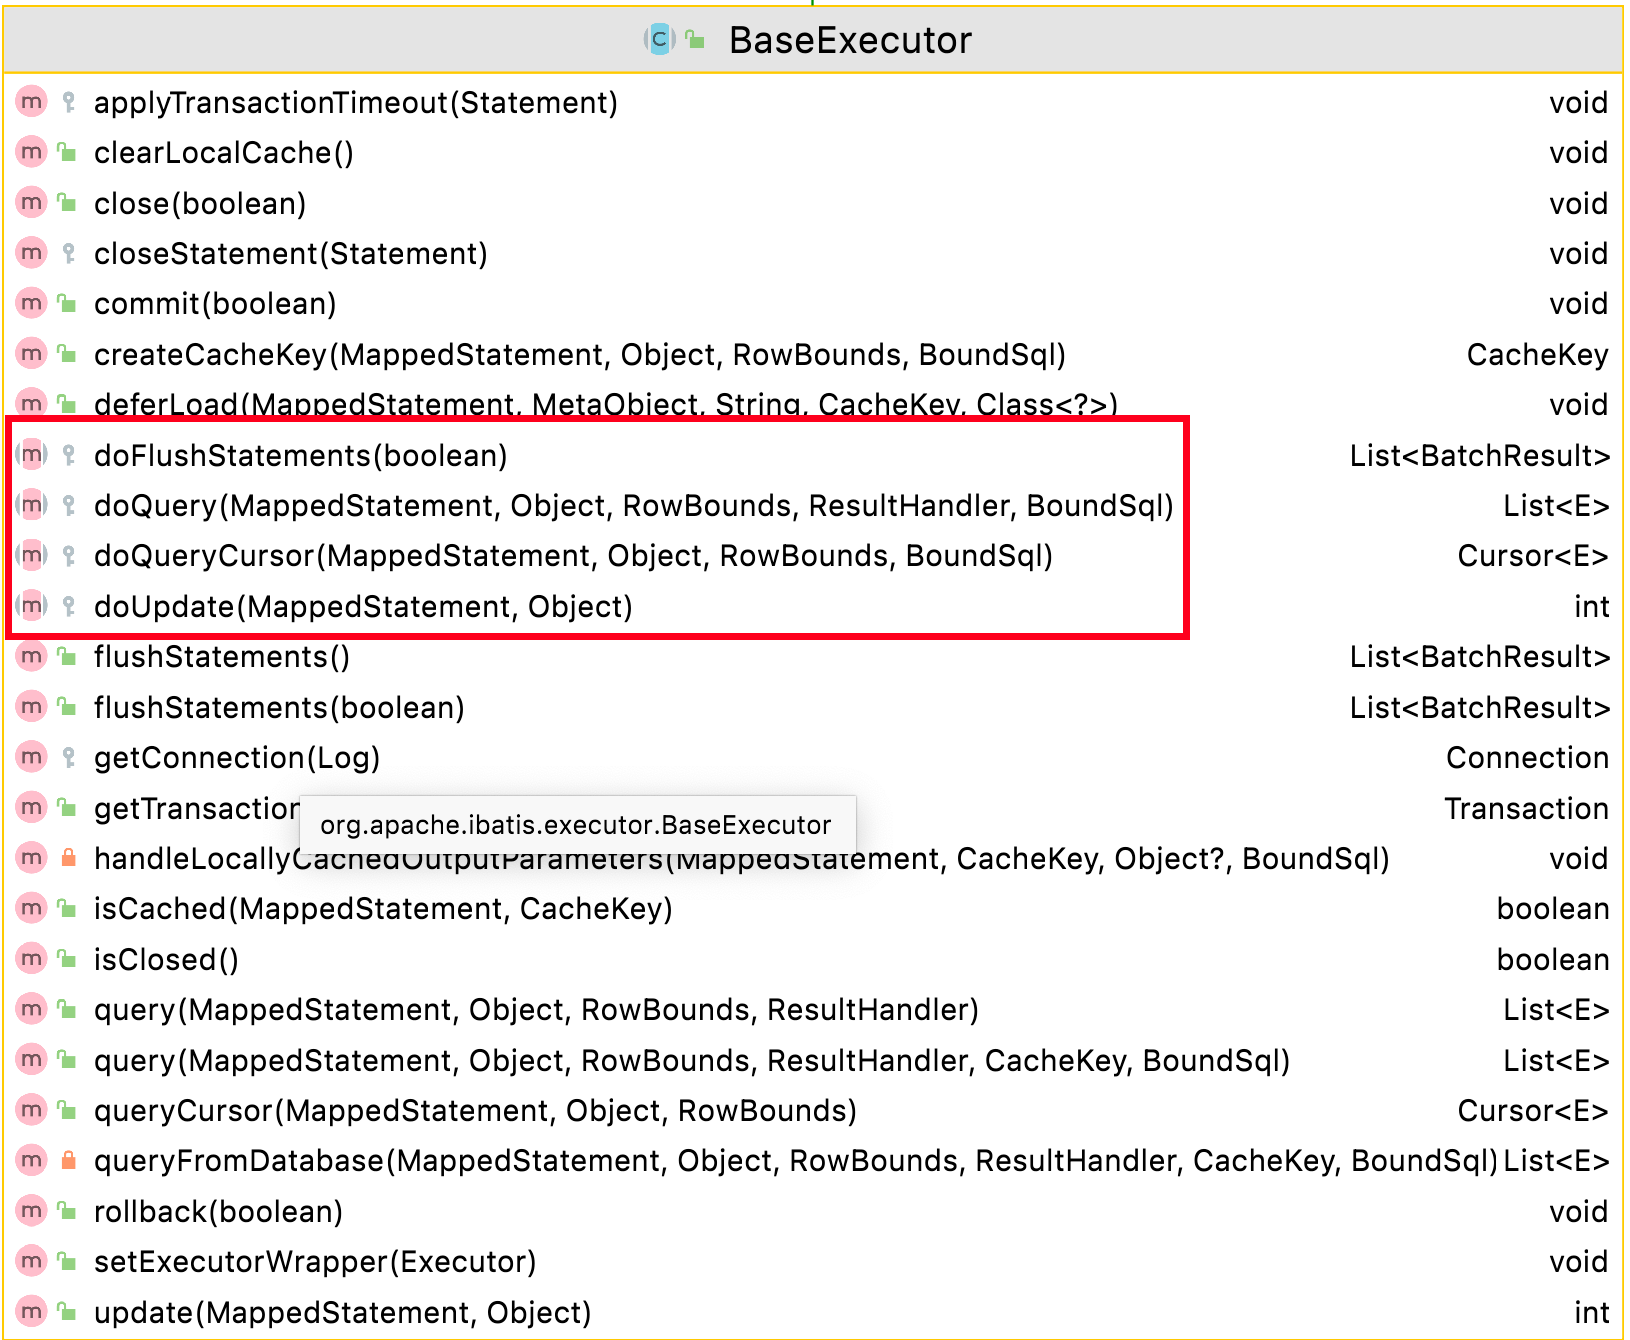 BaseExecutor
applyTransactionTimeout(Statement) void
clearLocalCache() void
close(boolean) void
closeStatement(Statement) void
commit(boolean) void
createCacheKey(MappedStatement, Object, RowBounds, BoundSql) CacheKey
deferLoad(MappedStatement, MetaObject, String, CacheKey, Class<?>) void
doFlushStatements(boolean) List<BatchResult>
doQuery(MappedStatement, Object, RowBounds, ResultHandler, BoundSql) List<E>
doQueryCursor(MappedStatement, Object, RowBounds, BoundSql) Cursor<E>
doUpdate(MappedStatement, Object) int
flushStatements() List<BatchResult>
flushStatements(boolean) List<BatchResult>
getConnection(Log) Connection
getTransaction Transaction
org.apache.ibatis.executor.BaseExecutor
handleLocallyCachedOutputParameters(MappedStatement, CacheKey, Object?, BoundSql) void
isCached(MappedStatement, CacheKey) boolean
isClosed() boolean
query(MappedStatement, Object, RowBounds, ResultHandler) List<E>
query(MappedStatement, Object, RowBounds, ResultHandler, CacheKey, BoundSql) List<E>
queryCursor(MappedStatement, Object, RowBounds) Cursor<E>
queryFromDatabase(MappedStatement, Object, RowBounds, ResultHandler, CacheKey, BoundSql) List<E>
rollback(boolean) void
setExecutorWrapper(Executor) void
update(MappedStatement, Object) int